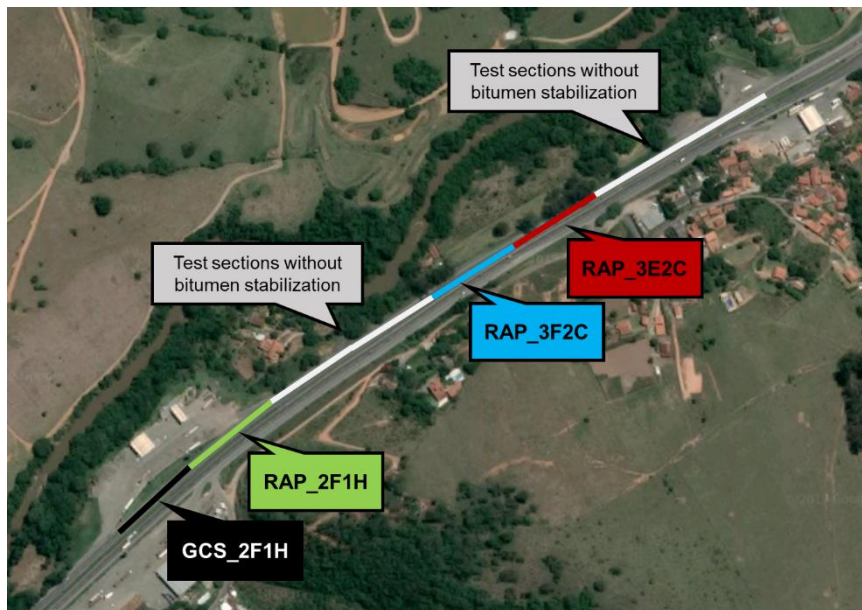 Test sections without
bitumen stabilization
RAP_3E2C
Test sections without
bitumen stabilization
RAP_3F2C
RAP_2F1H
GCS_2F1H